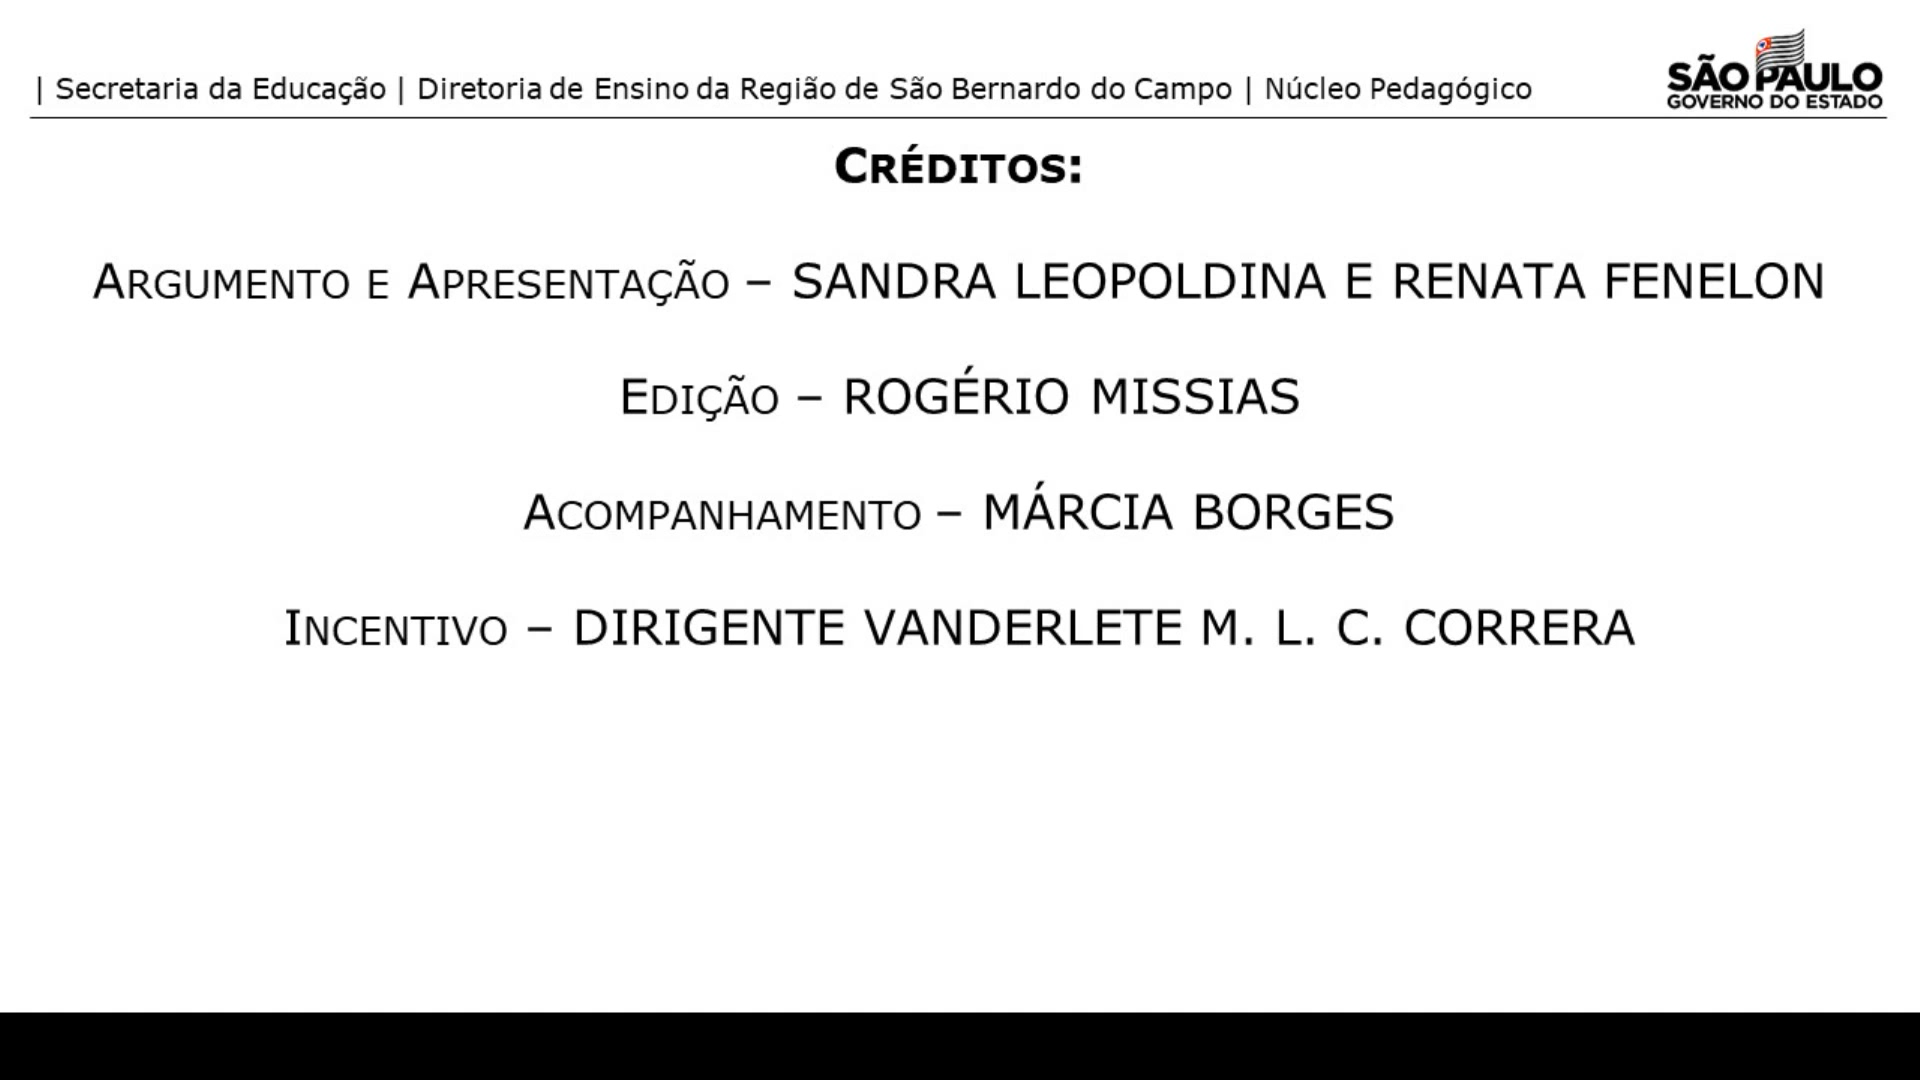 | Secretaria da Educação | Diretoria de Ensino da Região de São Bernardo do Campo | Núcleo Pedagógico
SÃO PAULO
GOVERNO DO ESTADO
CRÉDITOS:
ARGUMENTO E APRESENTAÇÃO – SANDRA LEOPOLDINA E RENATA FENELON
EDIÇÃO – ROGÉRIO MISSIAS
ACOMPANHAMENTO – MÁRCIA BORGES
INCENTIVO – DIRIGENTE VANDERLETE M. L. C. CORRERA